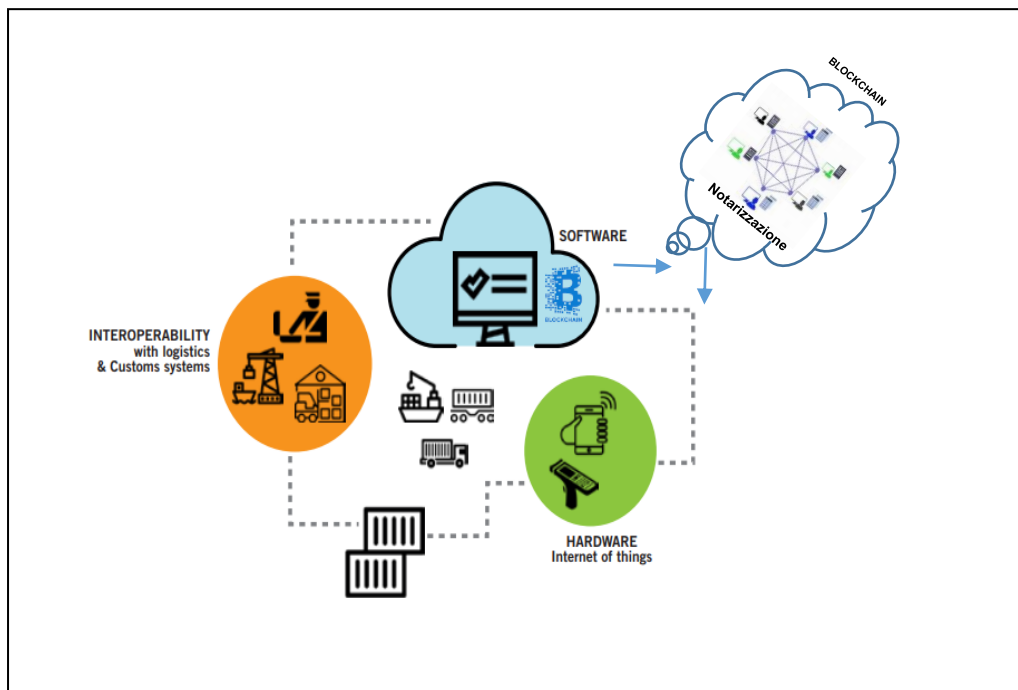 BLOCKCHAIN
Notarizzazione
SOFTWARE
BLOCKCHAIN
INTEROPERABILITY
with logistics
& Customs systems
HARDWARE
Internet of things